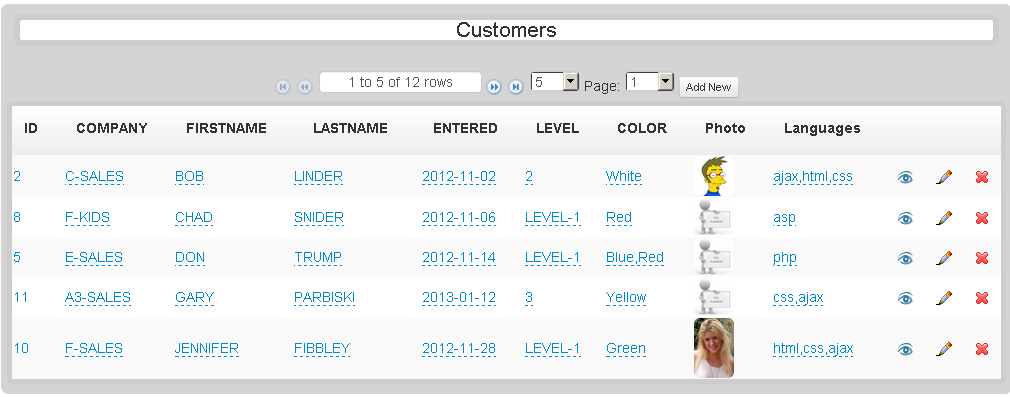 Customers
1 to 5 of 12 rows 5 Page: 1 Add New
ID COMPANY FIRSTNAME LASTNAME ENTERED LEVEL COLOR Photo Languages
2 C-SALES BOB LINDER 2012-11-02 2 White ajax,html,css
8 F-KIDS CHAD SNIDER 2012-11-06 LEVEL-1 Red asp
5 E-SALES DON TRUMP 2012-11-14 LEVEL-1 Blue,Red php
11 A3-SALES GARY PARBISKI 2013-01-12 3 Yellow css,ajax
10 F-SALES JENNIFER FIBBLEY 2012-11-28 LEVEL-1 Green html,css,ajax